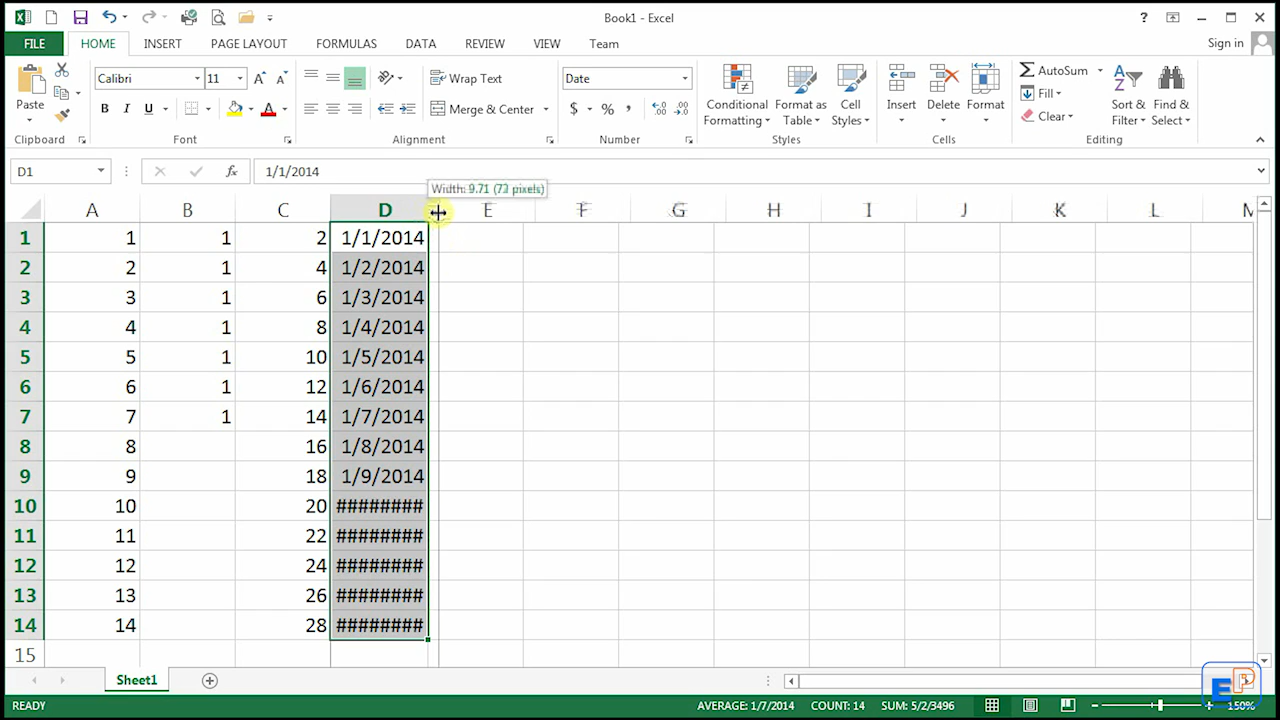 Book1 - Excel
? 
Sign in
FILE HOME INSERT PAGE LAYOUT FORMULAS DATA REVIEW VIEW Team
Calibri 11 Wrap Text Date AutoSum
Paste B I U Merge & Center $ % , Conditional Formatting Format as Table Cell Styles Insert Delete Format Fill Clear Sort & Filter Find & Select
Clipboard Font Alignment Number Styles Cells Editing
D1 fx 1/1/2014
Width: 9.71 (73 pixels)
A B C D E F G H I J K L M
1 1 1 2 1/1/2014
2 2 1 4 1/2/2014
3 3 1 6 1/3/2014
4 4 1 8 1/4/2014
5 5 1 10 1/5/2014
6 6 1 12 1/6/2014
7 7 1 14 1/7/2014
8 8 16 1/8/2014
9 9 18 1/9/2014
10 10 20 ########
11 11 22 ########
12 12 24 ########
13 13 26 ########
14 14 28 ########
15
Sheet1
EP
READY AVERAGE: 1/7/2014 COUNT: 14 SUM: 5/2/3496 150%